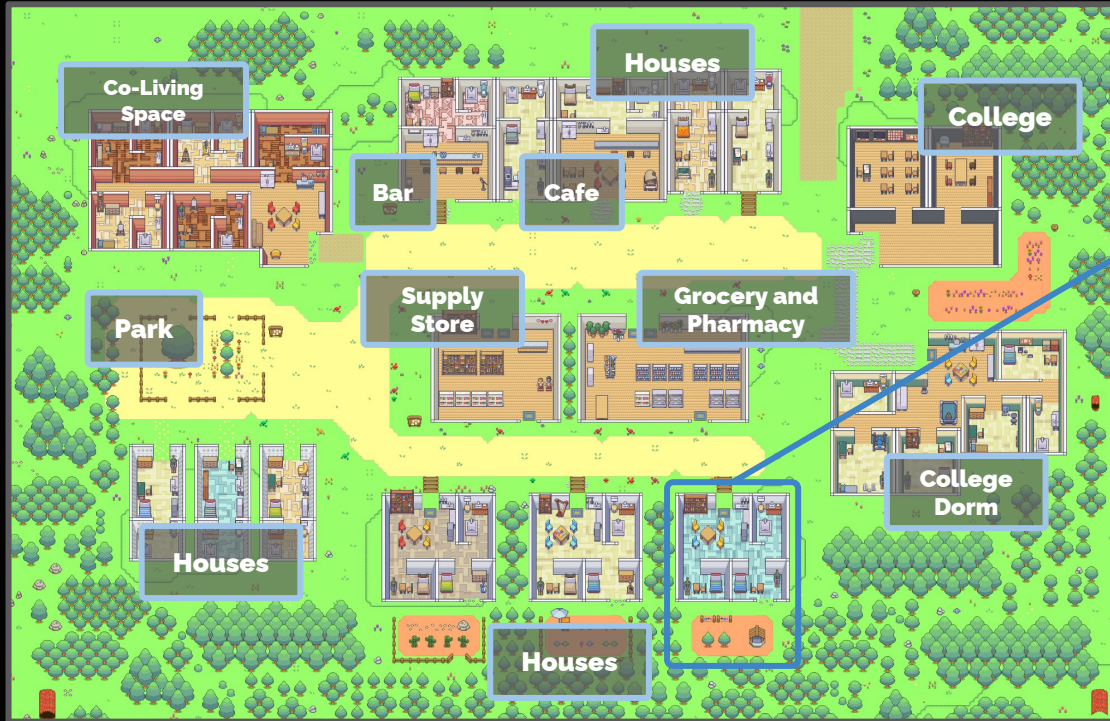 Houses
Co-Living
Space
College
Bar
Cafe
Supply
Store
Grocery and
Pharmacy
Park
College
Dorm
Houses
Houses